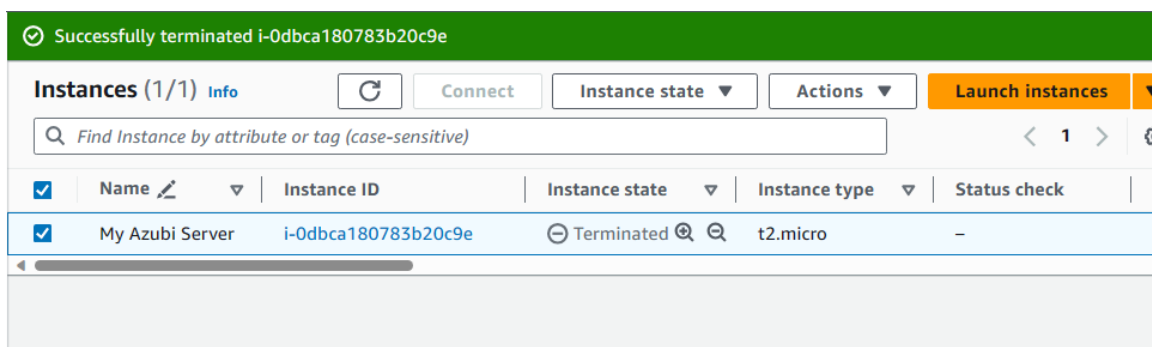 Successfully terminated i-0dbca180783b20c9e
Instances (1/1) Info Connect Instance state Actions Launch instances
Find Instance by attribute or tag (case-sensitive) 1
Name Instance ID Instance state Instance type Status check
My Azubi Server i-0dbca180783b20c9e Terminated t2.micro –